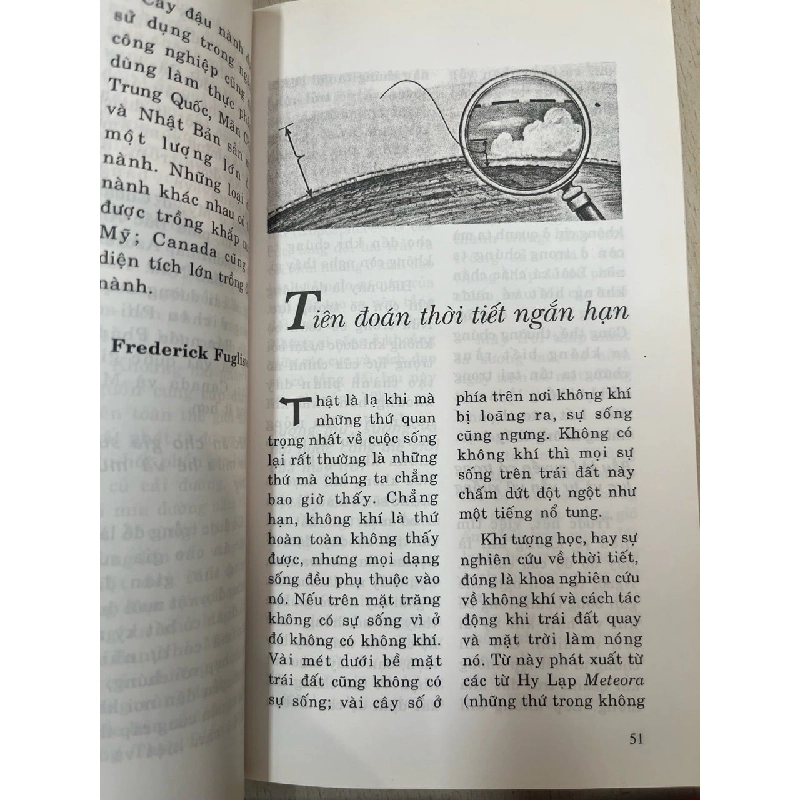 Cây đậu nành
sử dụng trong
công nghiệp cũng
dùng làm thực
Trung Quốc, Mãn
và Nhật Bản sản
một lượng lớn
nành. Những loại
nành khác nhau có
được trồng khắp
Mỹ; Canada cũng
diện tích lớn trồng
nành.
Frederick
Tiên đoán thời tiết ngắn hạn
Thật là lạ khi mà
những thứ quan
trọng nhất về cuộc sống
lại rất thường là những
thứ mà chúng ta chẳng
bao giờ thấy. Chẳng
hạn, không khí là thứ
hoàn toàn không thấy
được, nhưng mọi dạng
sống đều phụ thuộc vào
nó. Nếu trên mặt trăng
không có sự sống vì ở
đó không có không khí.
Vài mét dưới bề mặt
trái đất cũng không có
sự sống; vài cây số ở
phía trên nơi không khí
bị loãng ra, sự sống
cũng ngưng. Không có
không khí thì mọi sự
sống trên trái đất này
chấm dứt đột ngột như
một tiếng nổ tung.
Khí tượng học, hay sự
nghiên cứu về thời tiết,
đúng là khoa nghiên cứu
về không khí và cách tác
động khi trái đất quay
và mặt trời làm nóng
nó. Từ này phát xuất từ
các từ Hy Lạp Meteora
(những thứ trong không
51